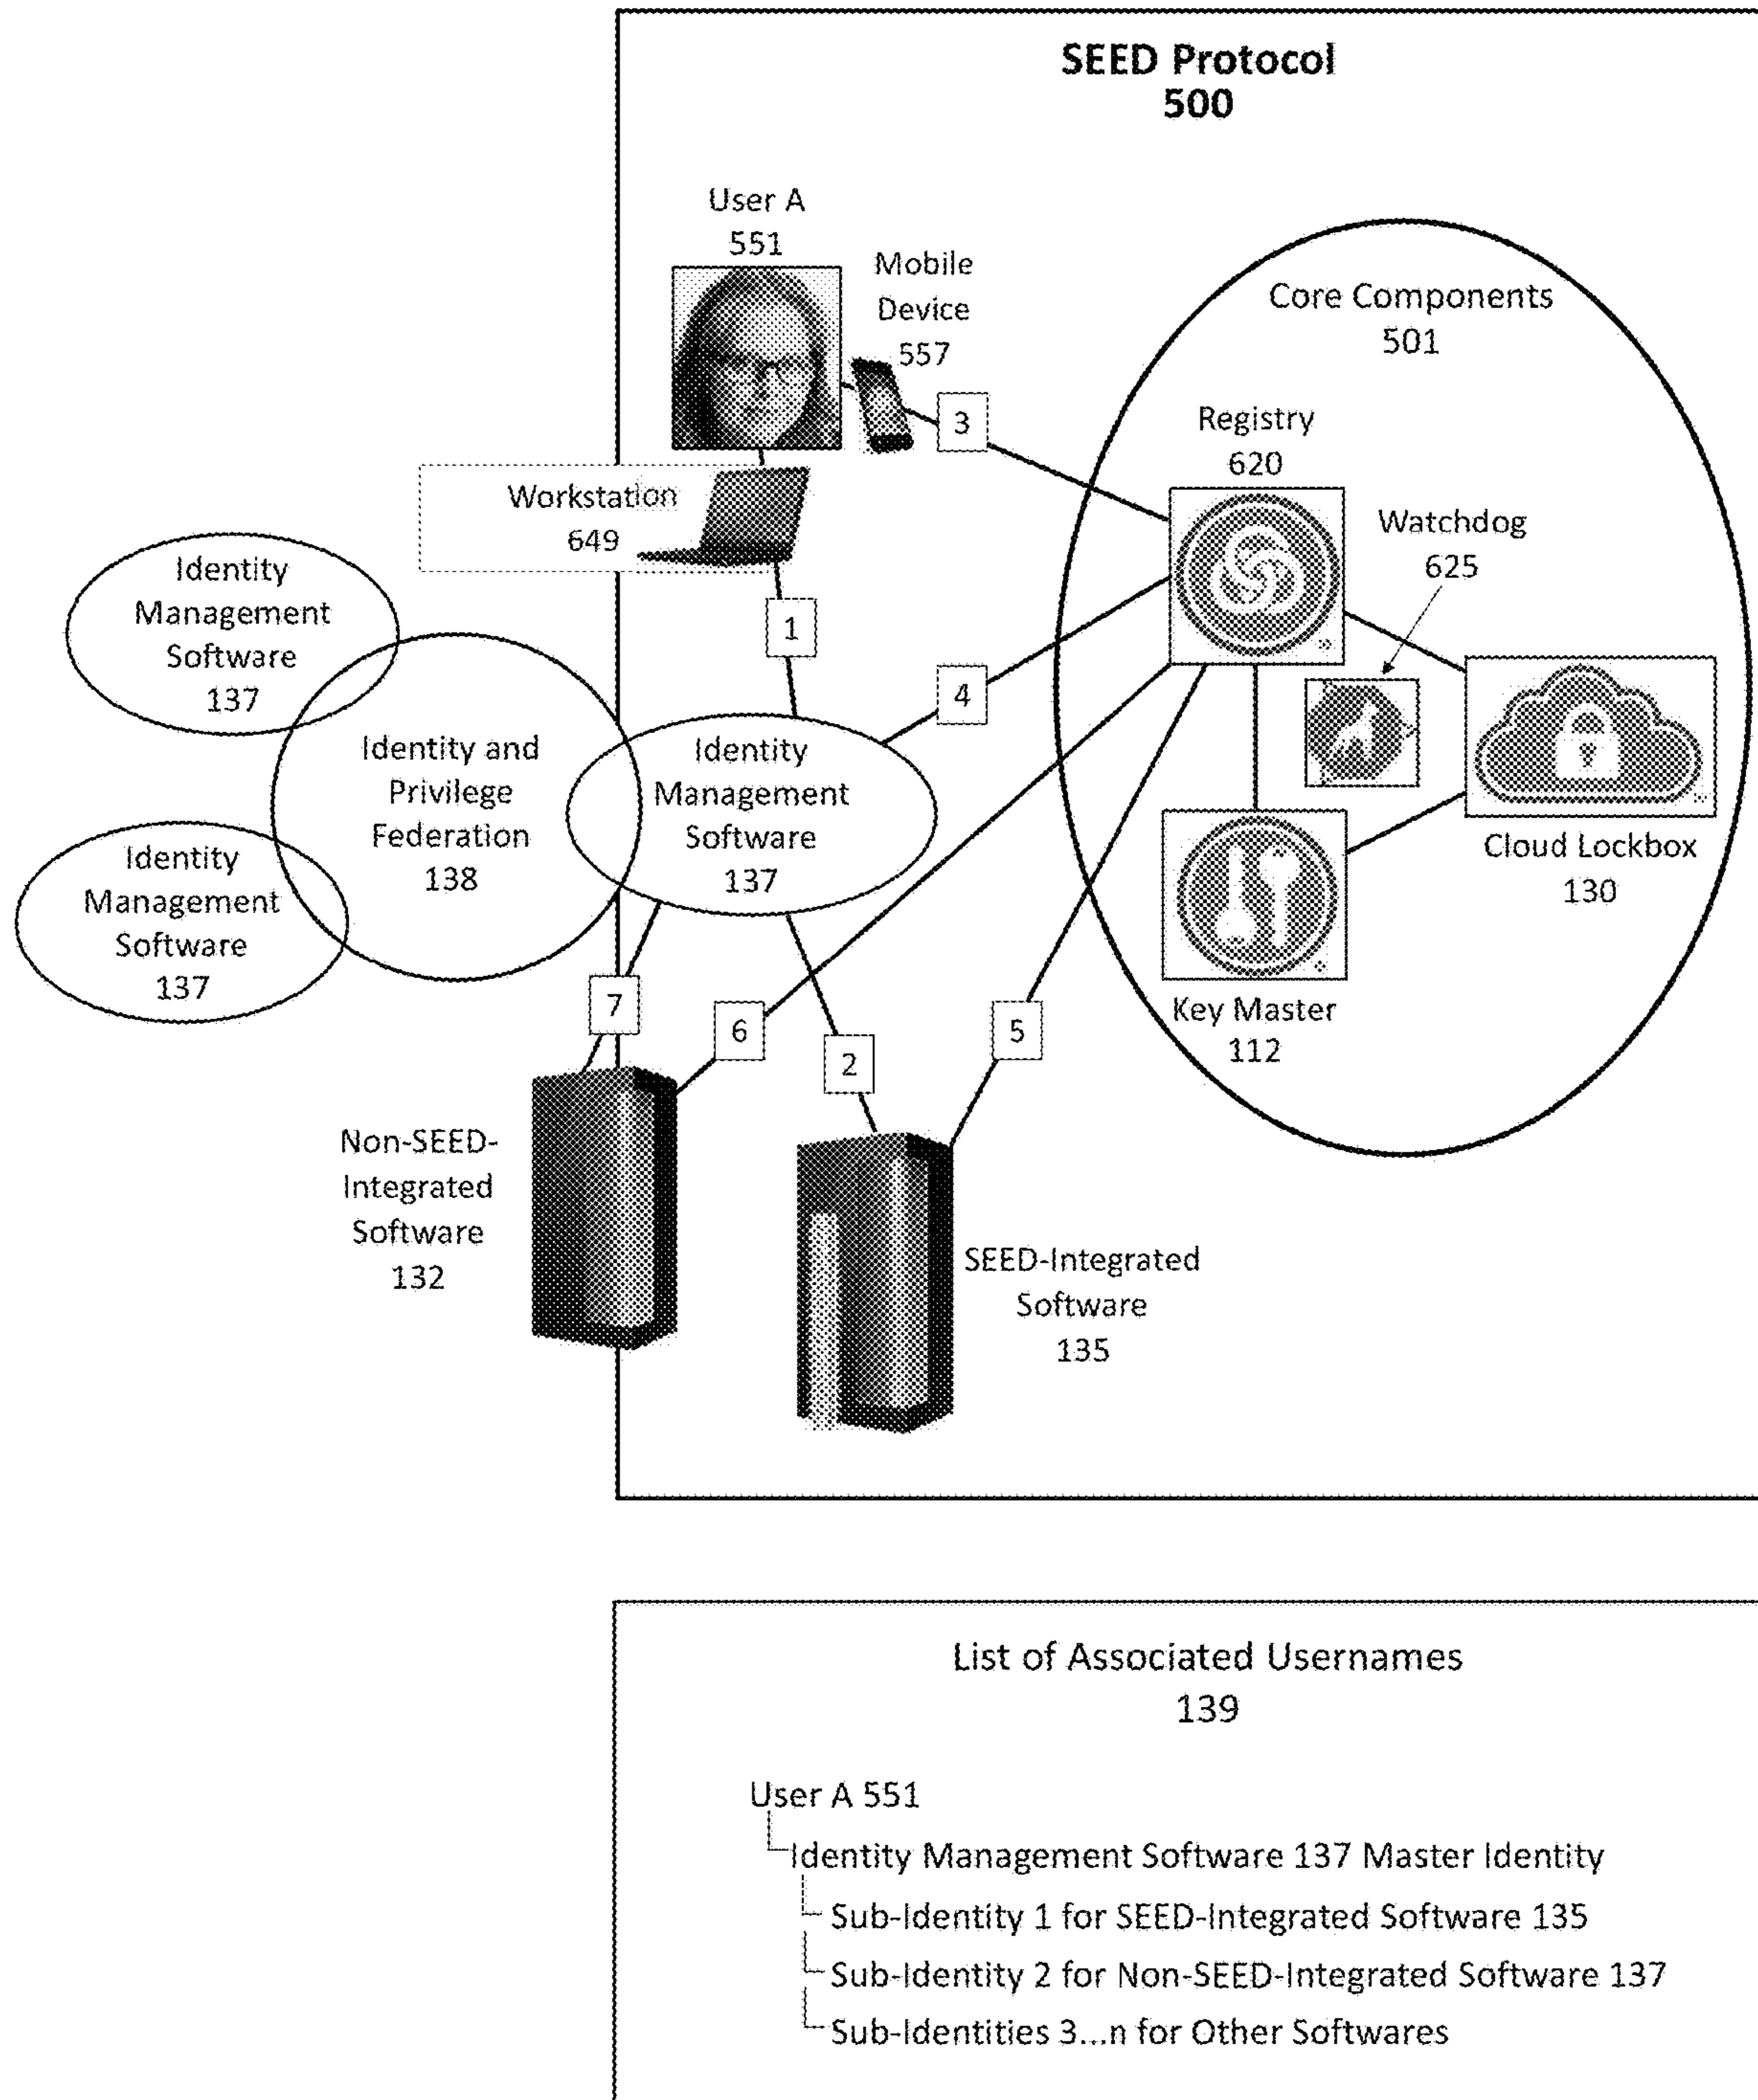 SEED Protocol
500
User A
551
Mobile
Device
557
Core Components
501
3
Registry
620
Workstation
649
Watchdog
625
Identity
Management
Software
137
1
4
Identity and
Privilege
Federation
138
Identity
Management
Software
137
Identity
Management
Software
137
Cloud Lockbox
130
7
6
2
5
Key Master
112
Non-SEED-
Integrated
Software
132
SEED-Integrated
Software
135
List of Associated Usernames
139
User A 551
Identity Management Software 137 Master Identity
Sub-Identity 1 for SEED-Integrated Software 135
Sub-Identity 2 for Non-SEED-Integrated Software 137
Sub-Identities 3...n for Other Softwares